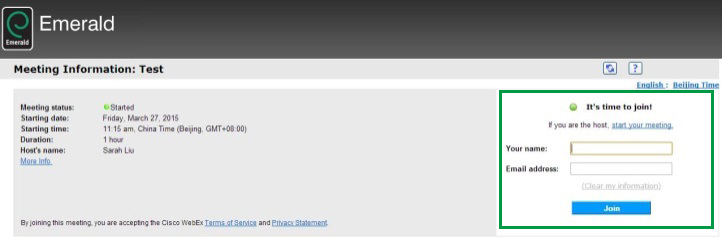 Emerald
Emerald
Meeting Information: Test
English : Beijing Time
Meeting status: Started
Starting date: Friday, March 27, 2015
Starting time: 11:15 am, China Time (Beijing, GMT+08:00)
Duration: 1 hour
Host's name: Sarah Liu
More Info.
By joining this meeting, you are accepting the Cisco WebEx Terms of Service and Privacy Statement.
It's time to join!
If you are the host, start your meeting.
Your name:
Email address:
(Clear my information)
Join